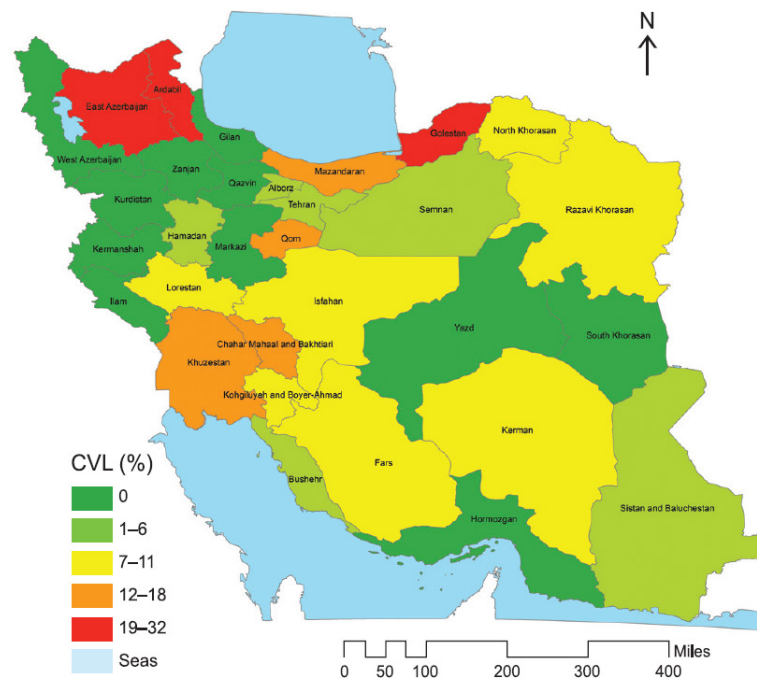 N
Ardabil
East Azerbaijan
Golestan
North Khorasan
Gilan
West Azerbaijan
Zanjan
Mazandaran
Qazvin
Alborz
Kurdistan
Tehran
Semnan
Razavi Khorasan
Hamadan
Qom
Kermanshah
Markazi
Lorestan
Ilam
Isfahan
Yazd
South Khorasan
Chahar Mahaal and Bakhtiari
Khuzestan
Kohgiluyeh and Boyer-Ahmad
Kerman
Fars
CVL (%)
Bushehr
0
Sistan and Baluchestan
Hormozgan
1–6
7–11
12–18
19–32
Miles
Seas
0 50 100 200 300 400